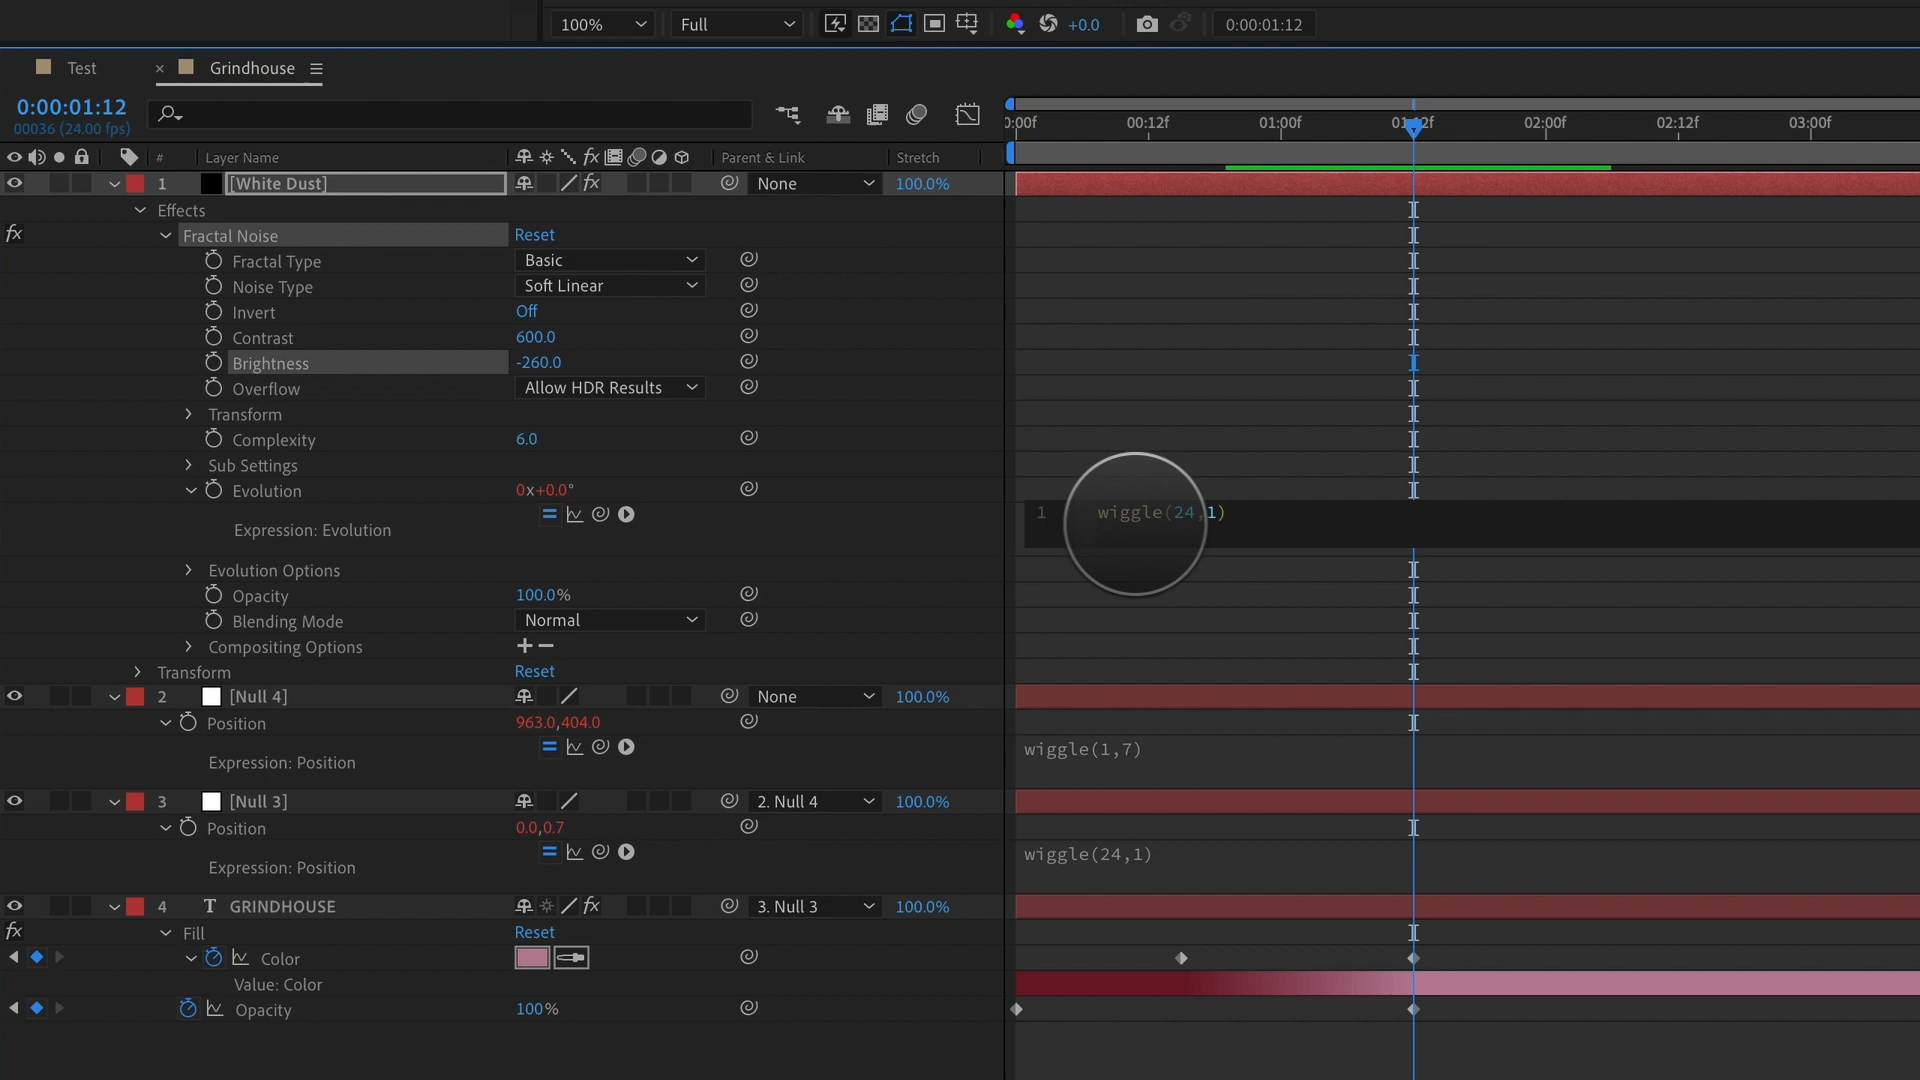 100% Full +0.0 0:00:01:12
Test × Grindhouse
0:00:01:12
00036 (24.00 fps)
0:00f 00:12f 01:00f 01:12f 02:00f 02:12f 03:00f
# Layer Name fx Parent & Link Stretch
1 [White Dust] fx None 100.0%
Effects
fx Fractal Noise Reset
Fractal Type Basic
Noise Type Soft Linear
Invert Off
Contrast 600.0
Brightness -260.0
Overflow Allow HDR Results
Transform
Complexity 6.0
Sub Settings
Evolution 0x+0.0°
1 wiggle(24,1)
Expression: Evolution
Evolution Options
Opacity 100.0%
Blending Mode Normal
Compositing Options + −
Transform Reset
2 [Null 4] None 100.0%
Position 963.0,404.0
wiggle(1,7)
Expression: Position
3 [Null 3] 2. Null 4 100.0%
Position 0.0,0.7
wiggle(24,1)
Expression: Position
4 T GRINDHOUSE fx 3. Null 3 100.0%
fx Fill Reset
Color
Value: Color
Opacity 100%